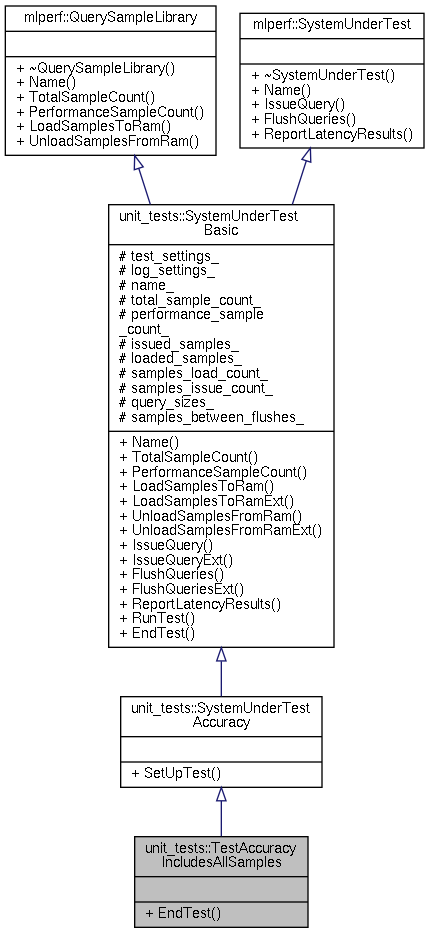 mlperf::QuerySampleLibrary
+ ~QuerySampleLibrary()
+ Name()
+ TotalSampleCount()
+ PerformanceSampleCount()
+ LoadSamplesToRam()
+ UnloadSamplesFromRam()
mlperf::SystemUnderTest
+ ~SystemUnderTest()
+ Name()
+ IssueQuery()
+ FlushQueries()
+ ReportLatencyResults()
unit_tests::SystemUnderTest
Basic
# test_settings_
# log_settings_
# name_
# total_sample_count_
# performance_sample
_count_
# issued_samples_
# loaded_samples_
# samples_load_count_
# samples_issue_count_
# query_sizes_
# samples_between_flushes_
+ Name()
+ TotalSampleCount()
+ PerformanceSampleCount()
+ LoadSamplesToRam()
+ LoadSamplesToRamExt()
+ UnloadSamplesFromRam()
+ UnloadSamplesFromRamExt()
+ IssueQuery()
+ IssueQueryExt()
+ FlushQueries()
+ FlushQueriesExt()
+ ReportLatencyResults()
+ RunTest()
+ EndTest()
unit_tests::SystemUnderTest
Accuracy
+ SetUpTest()
unit_tests::TestAccuracy
IncludesAllSamples
+ EndTest()